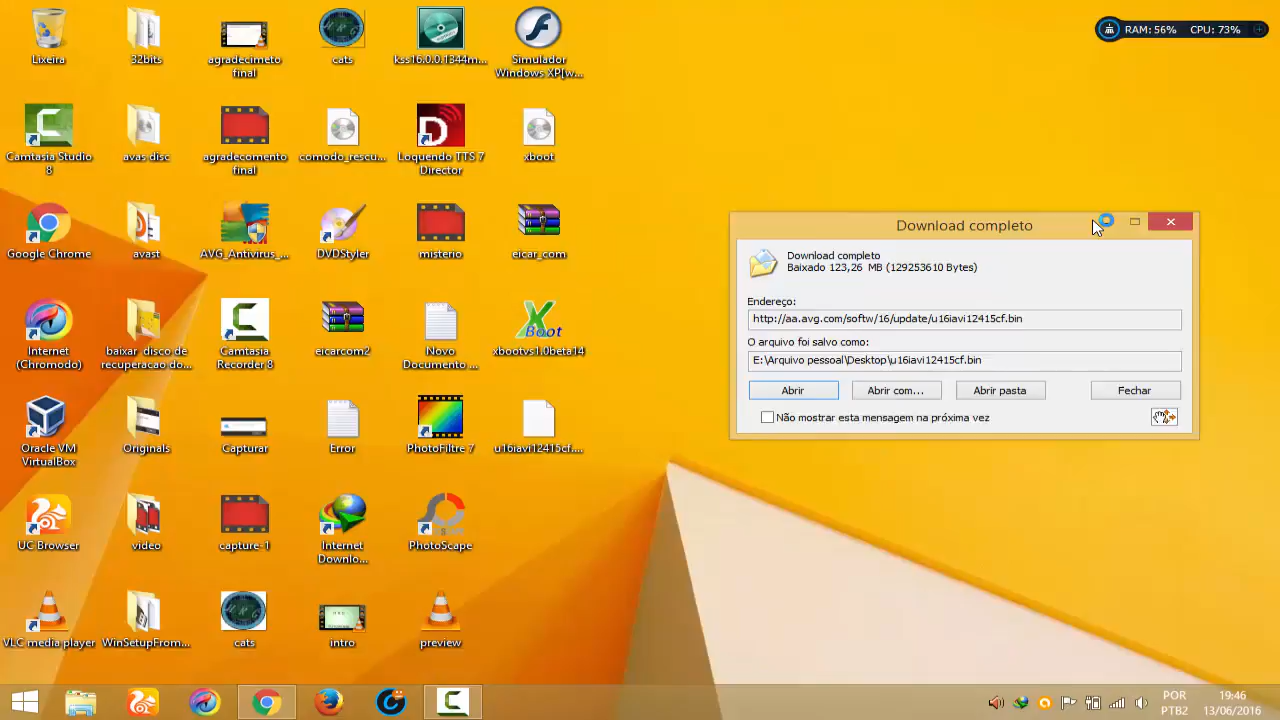 Lixeira
32bits
agradecimeto
final
cats
kss16.0.0.1344m...
Simulador
Windows XP[w...
RAM: 56%
CPU: 73%
Camtasia Studio
8
avas disc
agradecomento
final
comodo_rescu...
Loquendo TTS 7
Director
xboot
Google Chrome
avast
AVG_Antivirus_...
DVDStyler
misterio
eicar_com
Internet
(Chromodo)
baixar disco de
recuperacao do...
Camtasia
Recorder 8
eicarcom2
Novo
Documento ...
X
Boot
xbootvs1.0beta14
Oracle VM
VirtualBox
Originals
Capturar
Error
PhotoFiltre 7
u16iavi12415cf....
UC Browser
video
capture-1
Internet
Downlo...
PhotoScape
VLC media player
WinSetupFrom...
cats
intro
preview
Download completo
Download completo
Baixado 123,26 MB (129253610 Bytes)
Endereço:
http://aa.avg.com/softw/16/update/u16iavi12415cf.bin
O arquivo foi salvo como:
E:\Arquivo pessoal\Desktop\u16iavi12415cf.bin
Abrir
Abrir com...
Abrir pasta
Fechar
Não mostrar esta mensagem na próxima vez
POR
PTB2
19:46
13/06/2016